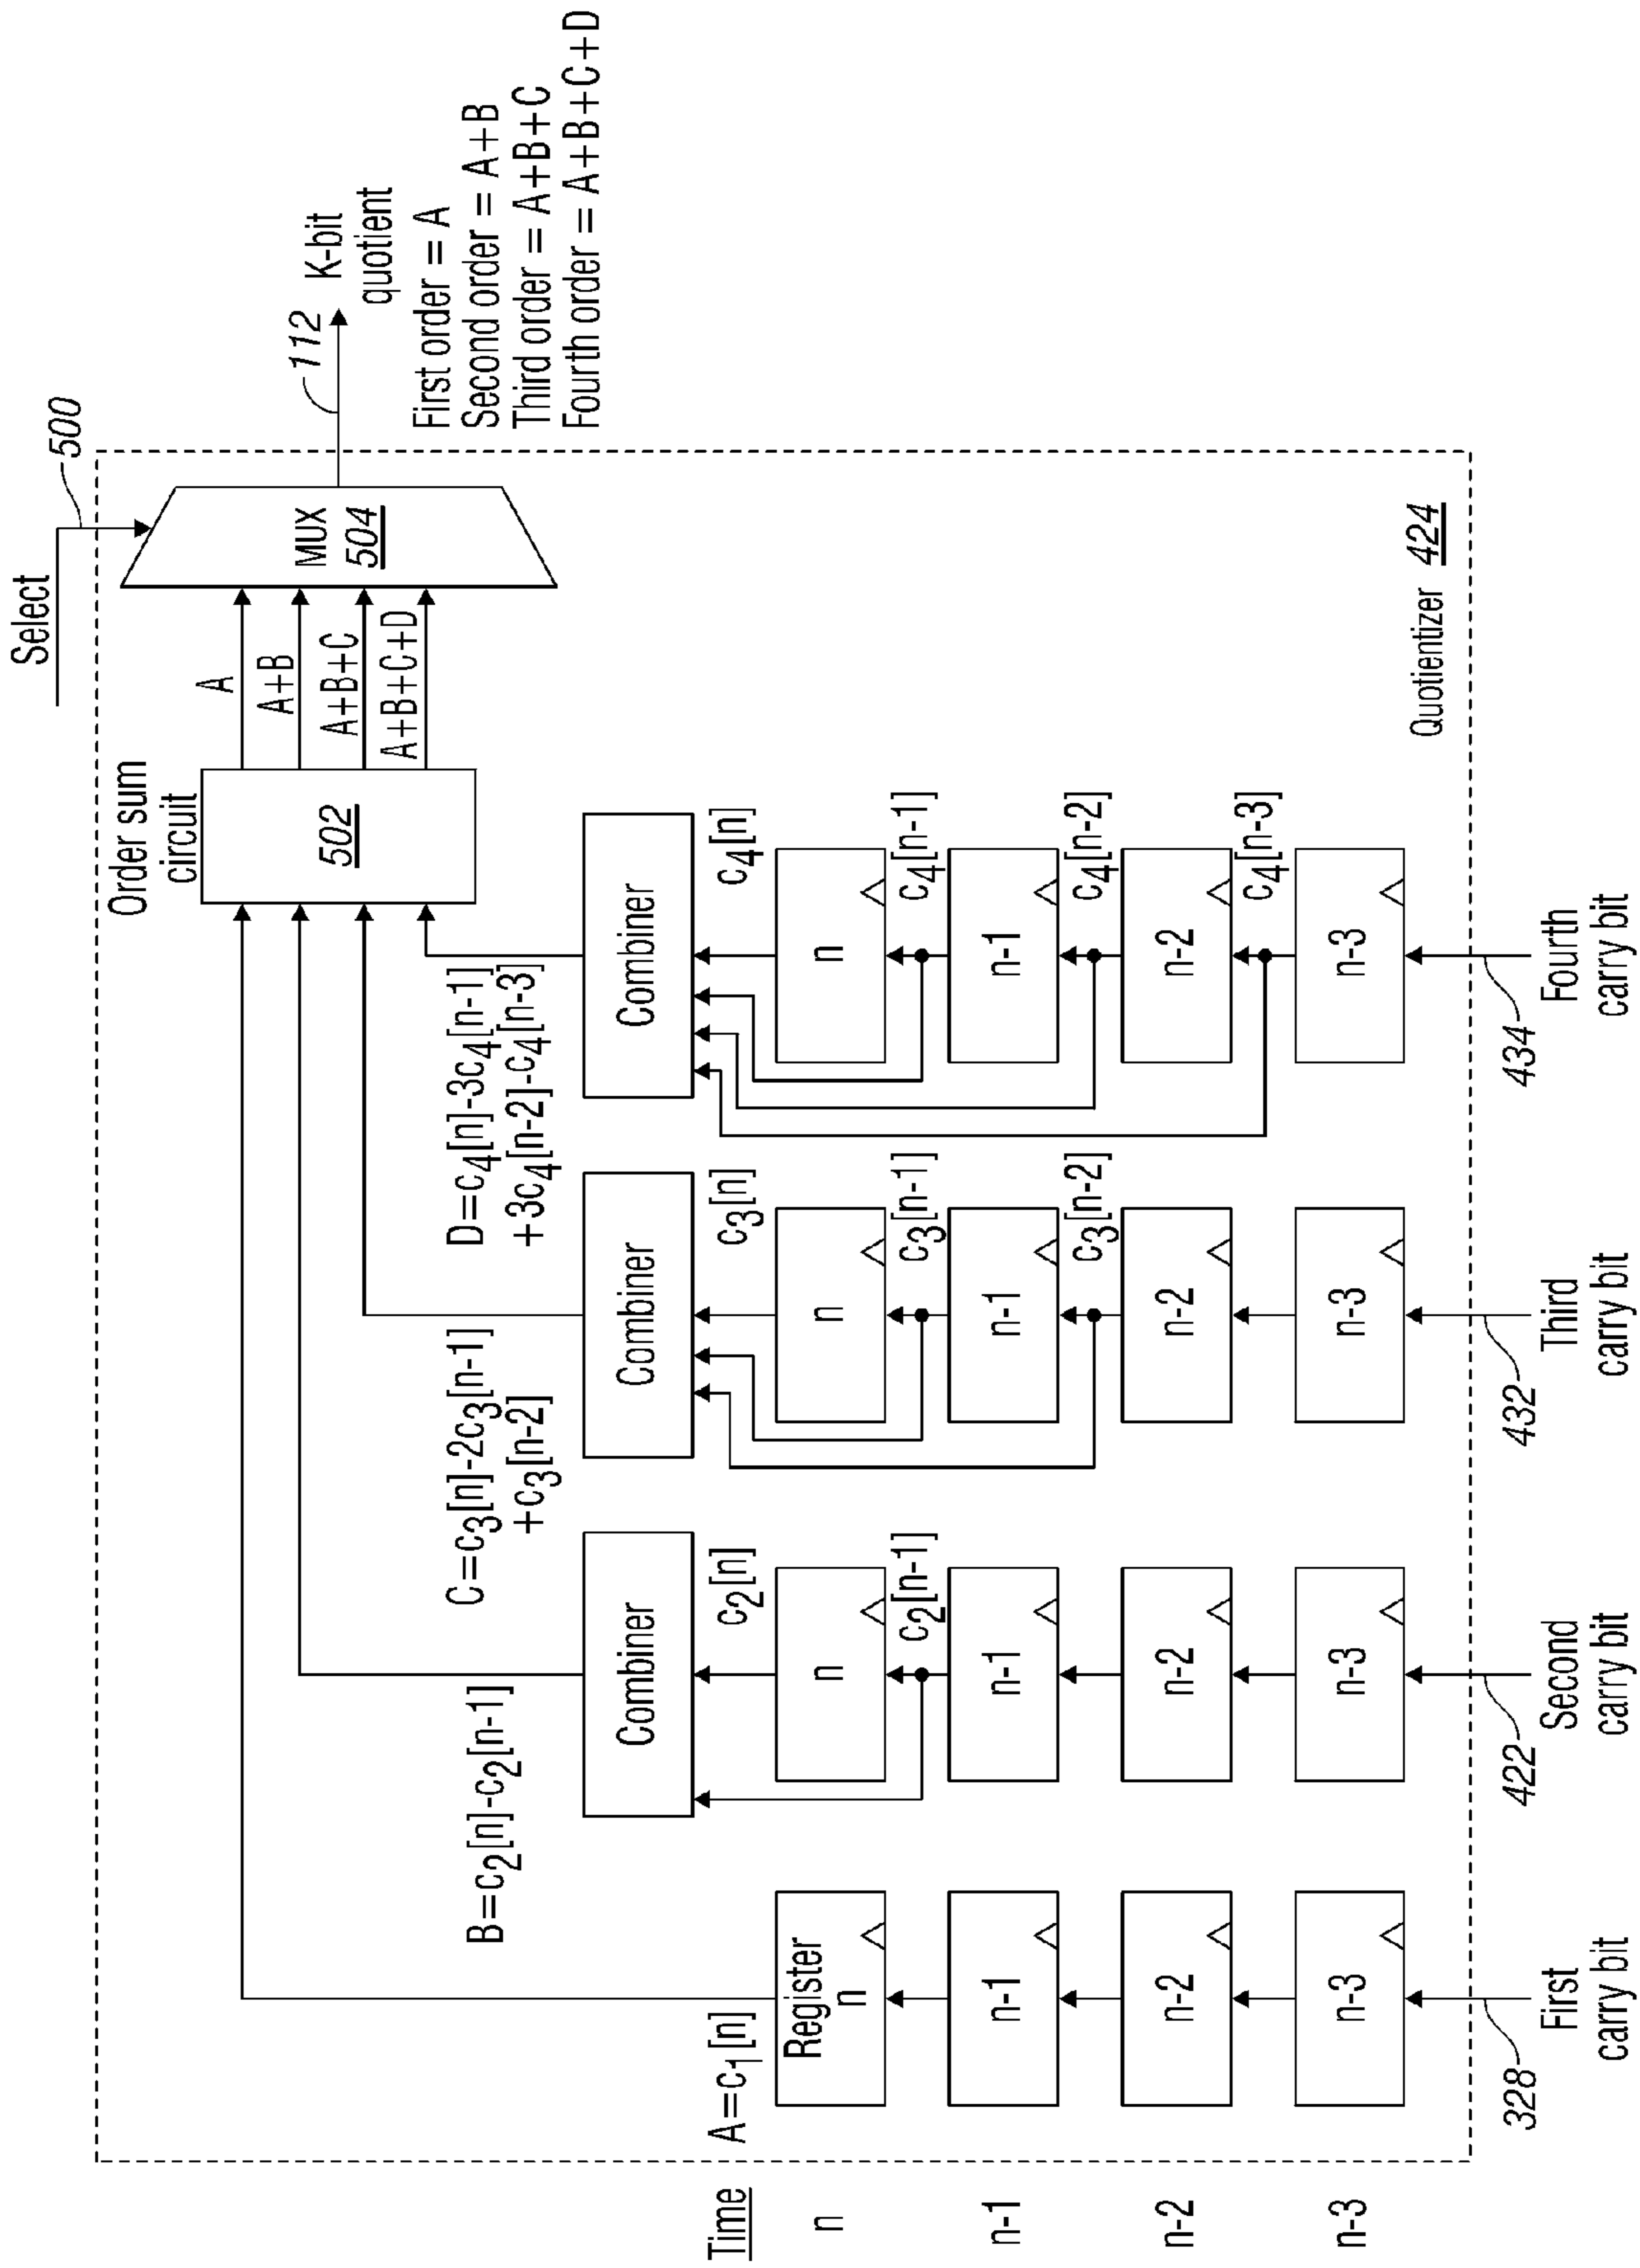 Select
500
Order sum
circuit
502
A
A+B
A+B+C
A+B+C+D
MUX
504
112
K-bit
quotient
First order = A
Second order = A+B
Third order = A+B+C
Fourth order = A+B+C+D
B=c2[n]-c2[n-1]
C=c3[n]-2c3[n-1]
+c3[n-2]
D=c4[n]-3c4[n-1]
+3c4[n-2]-c4[n-3]
Combiner
Combiner
Combiner
Time
A=c1[n]
c2[n]
c3[n]
c4[n]
n
Register
n
n
n
n
c2[n-1]
c3[n-1]
c4[n-1]
n-1
n-1
n-1
n-1
n-1
c3[n-2]
c4[n-2]
n-2
n-2
n-2
n-2
n-2
c4[n-3]
n-3
n-3
n-3
n-3
n-3
Quotientizer 424
328
422
432
434
First
carry bit
Second
carry bit
Third
carry bit
Fourth
carry bit